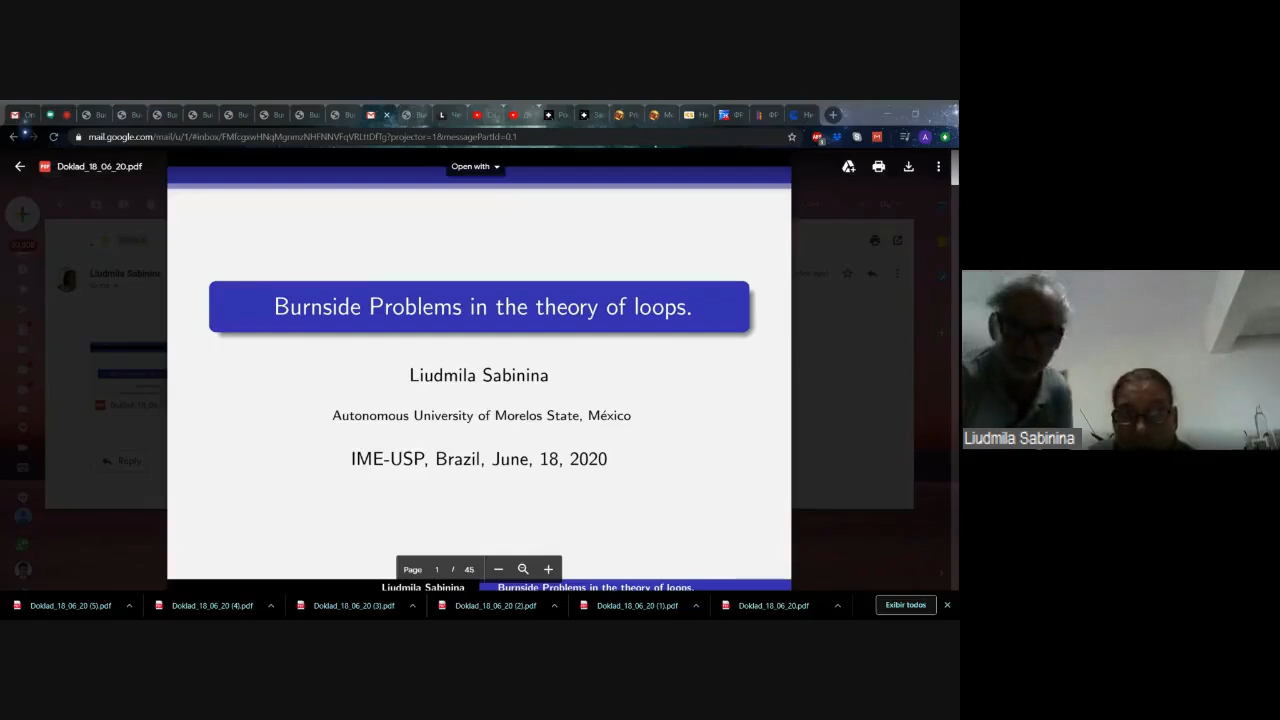 mail.google.com/mail/u/1/#inbox/FMfcgxwHNqMgnmzNHFNNVFqVRLttDfTg?projector=1&messagePartId=0.1
Doklad_18_06_20.pdf
Open with
Liudmila Sabinina
Burnside Problems in the theory of loops.
Liudmila Sabinina
Autonomous University of Morelos State, México
IME-USP, Brazil, June, 18, 2020
Reply
Page 1 / 45
Liudmila Sabinina
Burnside Problems in the theory of loops.
Liudmila Sabinina
Doklad_18_06_20 (5).pdf
Doklad_18_06_20 (4).pdf
Doklad_18_06_20 (3).pdf
Doklad_18_06_20 (2).pdf
Doklad_18_06_20 (1).pdf
Doklad_18_06_20.pdf
Exibir todos